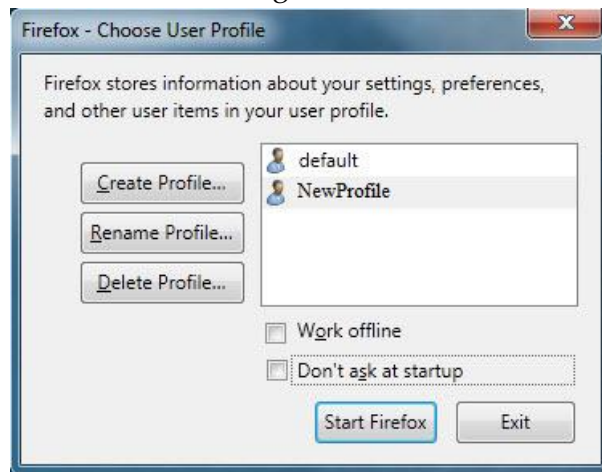 Firefox - Choose User Profile
Firefox stores information about your settings, preferences,
and other user items in your user profile.
Create Profile...
Rename Profile...
Delete Profile...
default
NewProfile
Work offline
Don't ask at startup
Start Firefox
Exit